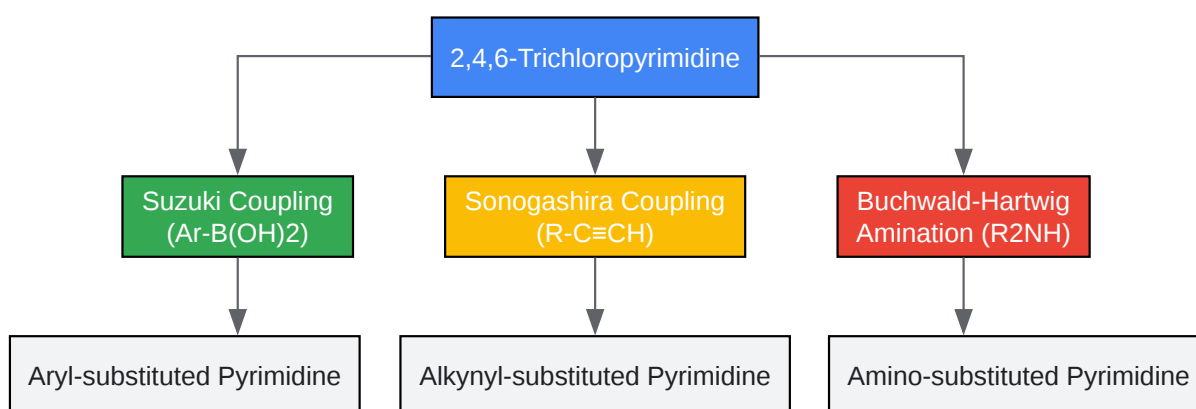 2,4,6-Trichloropyrimidine
Suzuki Coupling
(Ar-B(OH)2)
Sonogashira Coupling
(R-C≡CH)
Buchwald-Hartwig
Amination (R2NH)
Aryl-substituted Pyrimidine
Alkynyl-substituted Pyrimidine
Amino-substituted Pyrimidine